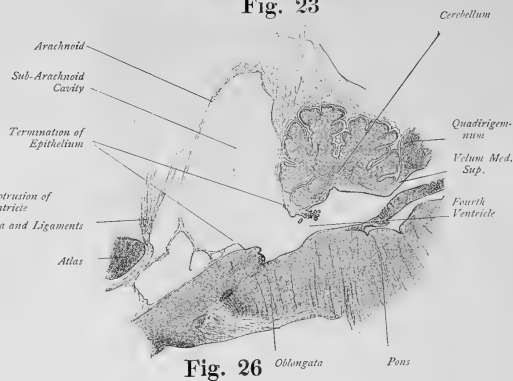 Fig. 23
Cerebellum
Arachnoid
Sub-Arachnoid
Cavity
Termination of
Epithelium
Quadrigem-
num
Velum Med.
Sup.
Fourth
Ventricle
trusion of
ntricle
a and Ligaments
Atlas
Oblongata
Pons
Fig. 26